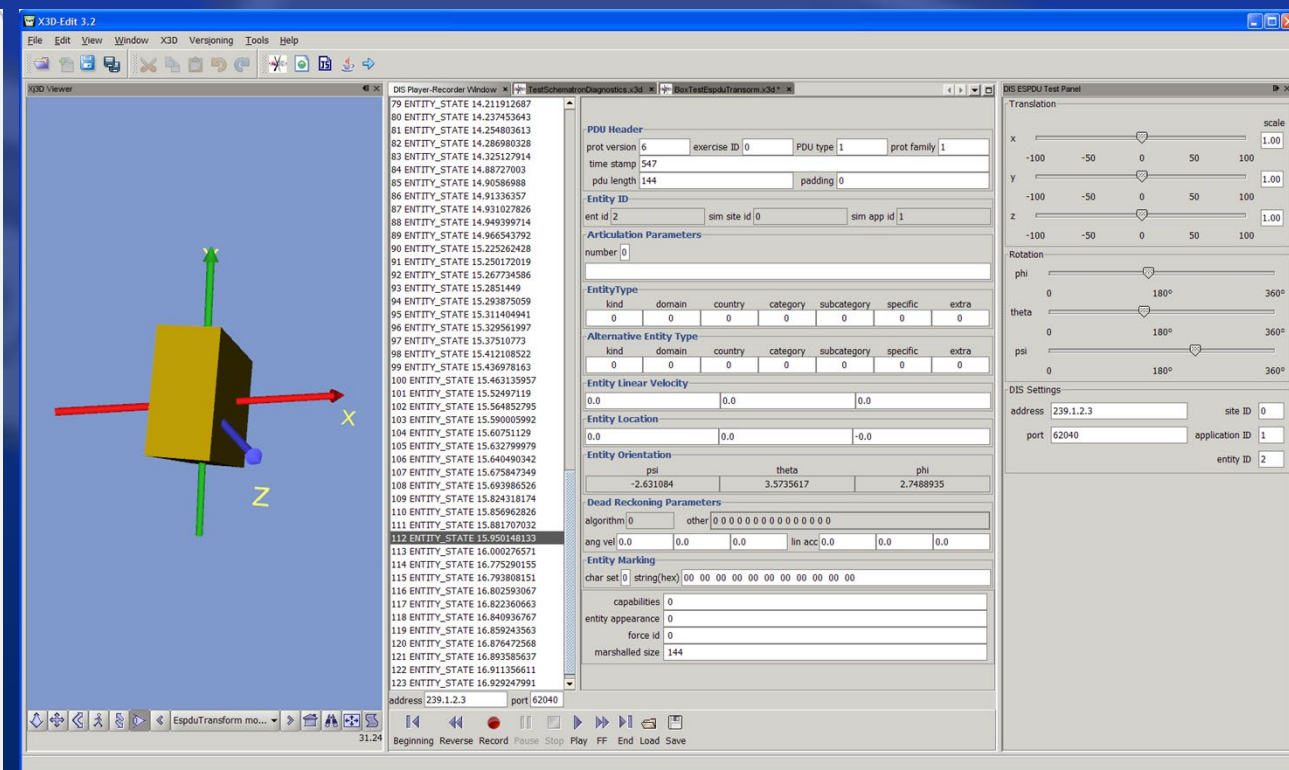 X3D-Edit 3.2
File Edit View Window X3D Versioning Tools Help
Xj3D Viewer
DIS Player-Recorder Window TestSchematronDiagnostics.x3d BoxTestEspduTransorm.x3d *
DIS ESPDU Test Panel
X
Z
EspduTransform mo...
31.24
79 ENTITY_STATE 14.211912687
80 ENTITY_STATE 14.237453643
81 ENTITY_STATE 14.254803613
82 ENTITY_STATE 14.286980328
83 ENTITY_STATE 14.325127914
84 ENTITY_STATE 14.88727003
85 ENTITY_STATE 14.90586988
86 ENTITY_STATE 14.91336357
87 ENTITY_STATE 14.931027826
88 ENTITY_STATE 14.949399714
89 ENTITY_STATE 14.966543792
90 ENTITY_STATE 15.225262428
91 ENTITY_STATE 15.250172019
92 ENTITY_STATE 15.267734586
93 ENTITY_STATE 15.2851449
94 ENTITY_STATE 15.293875059
95 ENTITY_STATE 15.311404941
96 ENTITY_STATE 15.329561997
97 ENTITY_STATE 15.37510773
98 ENTITY_STATE 15.412108522
99 ENTITY_STATE 15.436978163
100 ENTITY_STATE 15.463135957
101 ENTITY_STATE 15.52497119
102 ENTITY_STATE 15.564852795
103 ENTITY_STATE 15.590005992
104 ENTITY_STATE 15.60751129
105 ENTITY_STATE 15.632799979
106 ENTITY_STATE 15.640490342
107 ENTITY_STATE 15.675847349
108 ENTITY_STATE 15.693986526
109 ENTITY_STATE 15.824318174
110 ENTITY_STATE 15.856962826
111 ENTITY_STATE 15.881707032
112 ENTITY_STATE 15.950148133
113 ENTITY_STATE 16.000276571
114 ENTITY_STATE 16.775290155
115 ENTITY_STATE 16.793808151
116 ENTITY_STATE 16.802593067
117 ENTITY_STATE 16.822360663
118 ENTITY_STATE 16.840936767
119 ENTITY_STATE 16.859243563
120 ENTITY_STATE 16.876472568
121 ENTITY_STATE 16.893585637
122 ENTITY_STATE 16.911356611
123 ENTITY_STATE 16.929247991
address 239.1.2.3 port 62040
Beginning Reverse Record Pause Stop Play FF End Load Save
PDU Header
prot version 6 exercise ID 0 PDU type 1 prot family 1
time stamp 547
pdu length 144 padding 0
Entity ID
ent id 2 sim site id 0 sim app id 1
Articulation Parameters
number 0
EntityType
kind domain country category subcategory specific extra
0 0 0 0 0 0 0
Alternative Entity Type
kind domain country category subcategory specific extra
0 0 0 0 0 0 0
Entity Linear Velocity
0.0 0.0 0.0
Entity Location
0.0 0.0 -0.0
Entity Orientation
psi theta phi
-2.631084 3.5735617 2.7488935
Dead Reckoning Parameters
algorithm 0 other 0 0 0 0 0 0 0 0 0 0 0 0 0 0 0
ang vel 0.0 0.0 0.0 lin acc 0.0 0.0 0.0
Entity Marking
char set 0 string(hex) 00 00 00 00 00 00 00 00 00 00 00
capabilities 0
entity appearance 0
force id 0
marshalled size 144
Translation
scale
x 1.00
-100 -50 0 50 100
y 1.00
-100 -50 0 50 100
z 1.00
-100 -50 0 50 100
Rotation
phi
0 180° 360°
theta
0 180° 360°
psi
0 180° 360°
DIS Settings
address 239.1.2.3 site ID 0
port 62040 application ID 1
entity ID 2